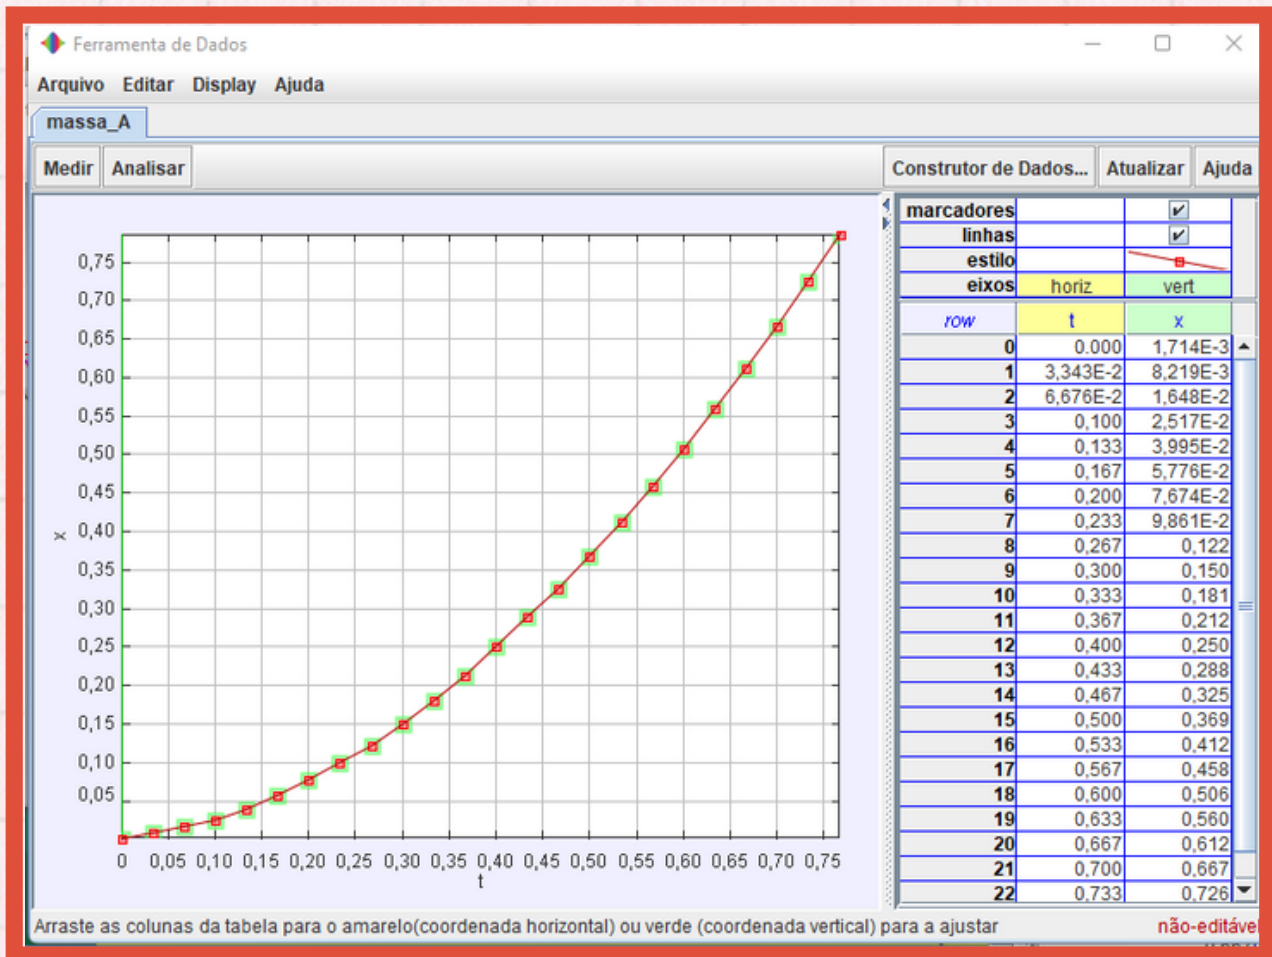 Ferramenta de Dados
Arquivo Editar Display Ajuda
massa_A
Medir Analisar Construtor de Dados... Atualizar Ajuda
marcadores
linhas
estilo
eixos horiz vert
row t x
0 0.000 1,714E-3
1 3,343E-2 8,219E-3
2 6,676E-2 1,648E-2
3 0,100 2,517E-2
4 0,133 3,995E-2
5 0,167 5,776E-2
6 0,200 7,674E-2
7 0,233 9,861E-2
8 0,267 0,122
9 0,300 0,150
10 0,333 0,181
11 0,367 0,212
12 0,400 0,250
13 0,433 0,288
14 0,467 0,325
15 0,500 0,369
16 0,533 0,412
17 0,567 0,458
18 0,600 0,506
19 0,633 0,560
20 0,667 0,612
21 0,700 0,667
22 0,733 0,726
0,75
0,70
0,65
0,60
0,55
0,50
0,45
0,40
0,35
0,30
0,25
0,20
0,15
0,10
0,05
x
0 0,05 0,10 0,15 0,20 0,25 0,30 0,35 0,40 0,45 0,50 0,55 0,60 0,65 0,70 0,75
t
Arraste as colunas da tabela para o amarelo(coordenada horizontal) ou verde (coordenada vertical) para a ajustar não-editável